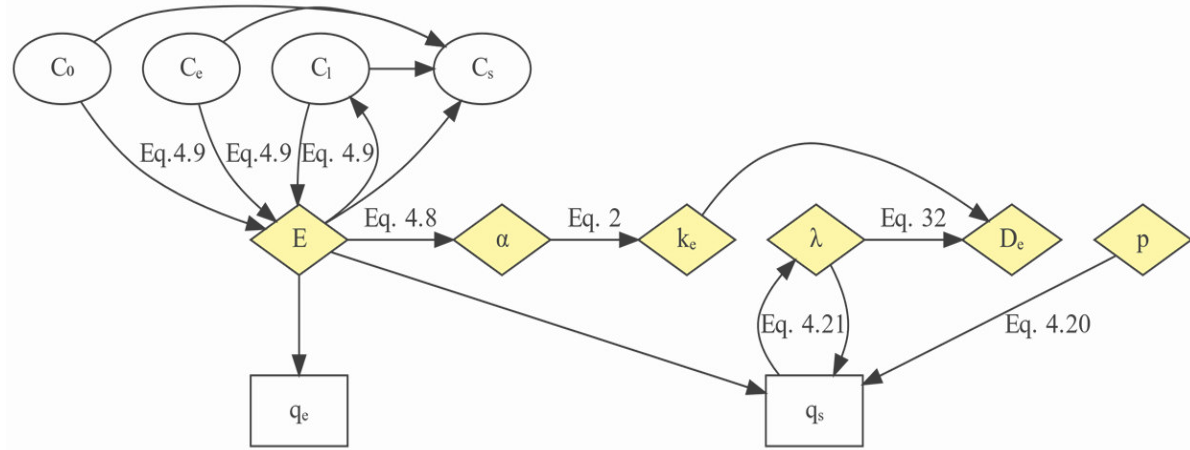 C₀
Cₑ
Cₗ
Cₛ
Eq.4.9
Eq.4.9
Eq. 4.9
E
Eq. 4.8
α
Eq. 2
kₑ
λ
Eq. 32
Dₑ
p
Eq. 4.21
Eq. 4.20
qₑ
qₛ